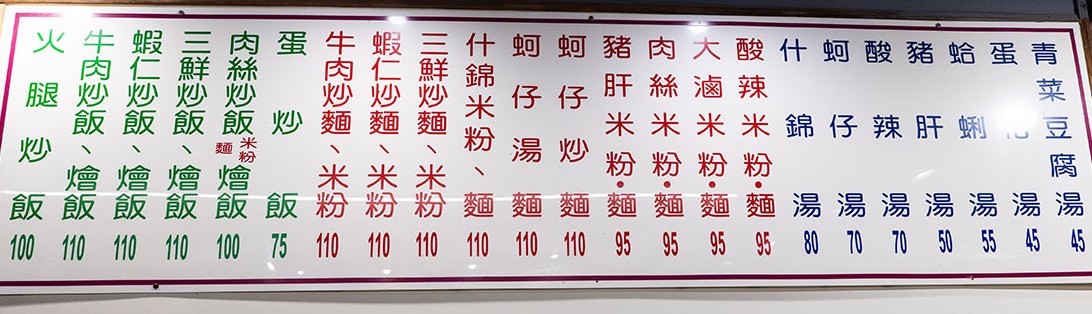 青菜豆腐湯 45
蛋花湯 45
蛤蜊湯 55
豬肝湯 50
酸辣湯 70
蚵仔湯 70
什錦湯 80
酸辣米粉.麵 95
大滷米粉.麵 95
肉絲米粉.麵 95
豬肝米粉.麵 95
蚵仔炒麵 110
蚵仔湯麵 110
什錦米粉、麵 110
三鮮炒麵、米粉 110
蝦仁炒麵、米粉 110
牛肉炒麵、米粉 110
蛋炒飯 75
肉絲炒飯米粉麵、燴飯 100
三鮮炒飯、燴飯 110
蝦仁炒飯、燴飯 110
牛肉炒飯、燴飯 110
火腿炒飯 100